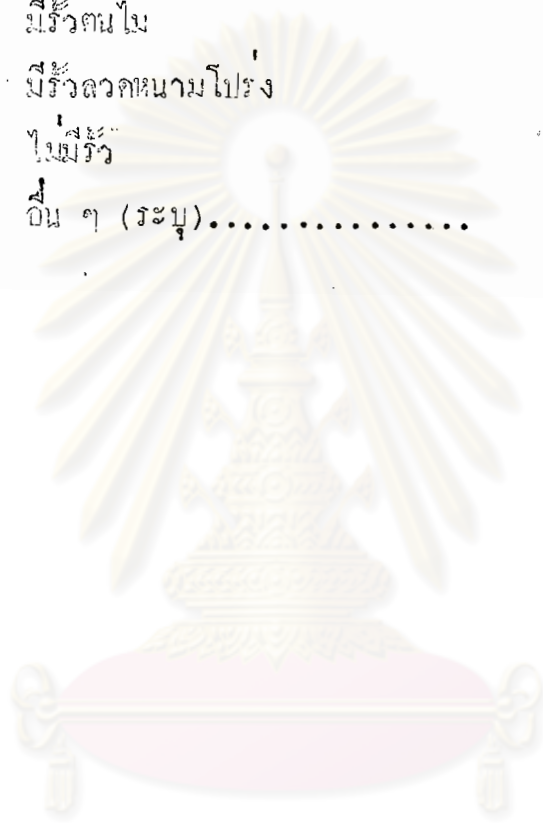 มีรั้วต้นไม้
มีรั้วลวดหนามโปร่ง
ไม่มีรั้ว
อื่น ๆ (ระบุ)................